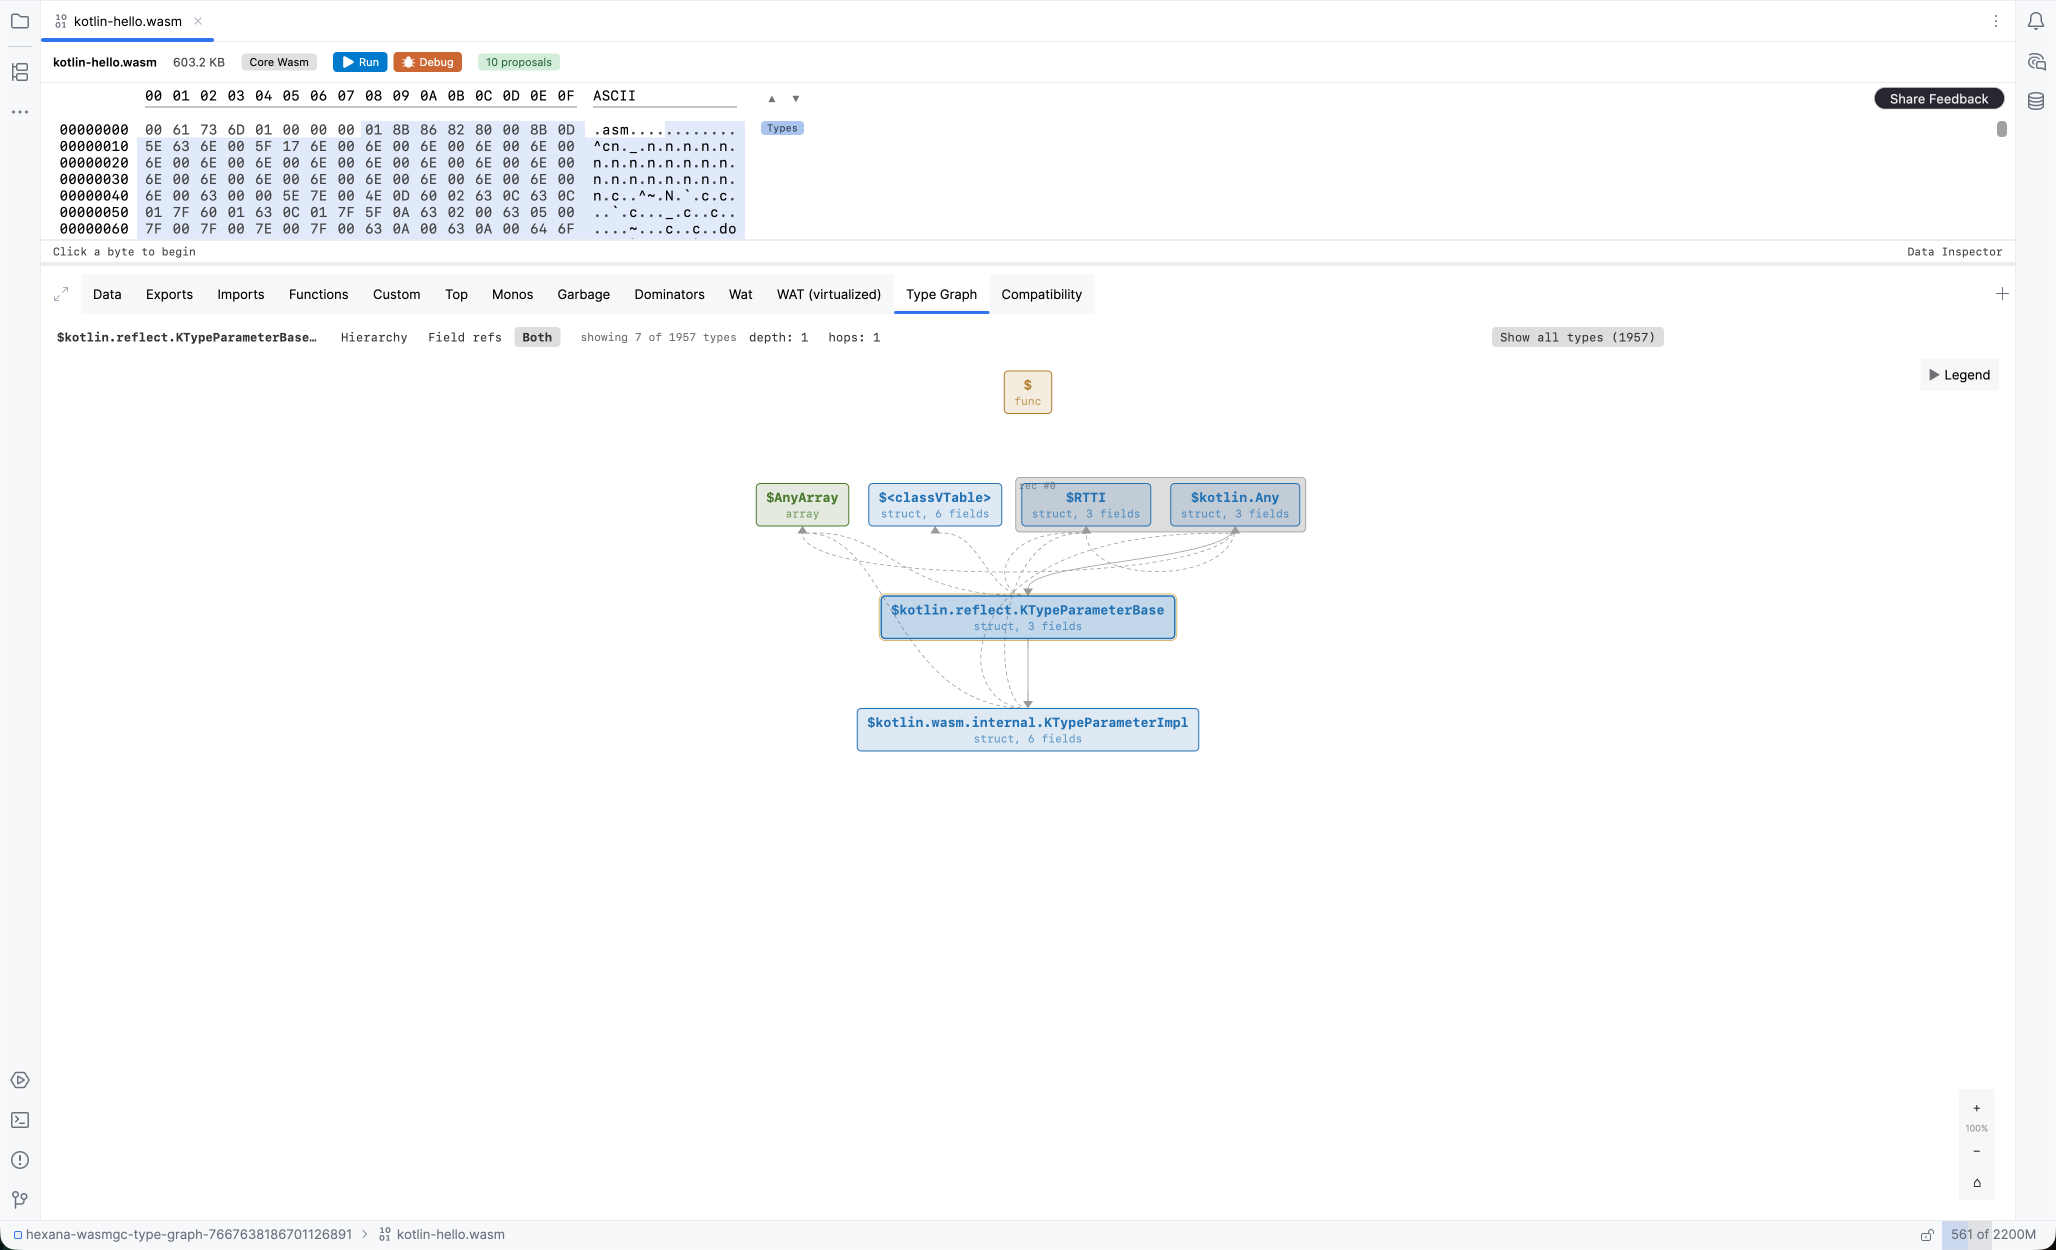 kotlin-hello.wasm
kotlin-hello.wasm 603.2 KB Core Wasm Run Debug 10 proposals
00 01 02 03 04 05 06 07 08 09 0A 0B 0C 0D 0E 0F ASCII
Share Feedback
00000000 00 61 73 6D 01 00 00 00 01 8B 86 82 80 00 8B 0D .asm............ Types
00000010 5E 63 6E 00 5F 17 6E 00 6E 00 6E 00 6E 00 6E 00 ^cn._.n.n.n.n.n.
00000020 6E 00 6E 00 6E 00 6E 00 6E 00 6E 00 6E 00 6E 00 n.n.n.n.n.n.n.n.
00000030 6E 00 6E 00 6E 00 6E 00 6E 00 6E 00 6E 00 6E 00 n.n.n.n.n.n.n.n.
00000040 6E 00 63 00 00 5E 7E 00 4E 0D 60 02 63 0C 63 0C n.c..^~.N.`.c.c.
00000050 01 7F 60 01 63 0C 01 7F 5F 0A 63 02 00 63 05 00 ..`.c..._.c..c..
00000060 7F 00 7F 00 7E 00 7F 00 63 0A 00 63 0A 00 64 6F ....~...c..c..do
Click a byte to begin Data Inspector
Data Exports Imports Functions Custom Top Monos Garbage Dominators Wat WAT (virtualized) Type Graph Compatibility
$kotlin.reflect.KTypeParameterBase… Hierarchy Field refs Both showing 7 of 1957 types depth: 1 hops: 1 Show all types (1957)
Legend
$
func
rec #0
$AnyArray $<classVTable> $RTTI $kotlin.Any
array struct, 6 fields struct, 3 fields struct, 3 fields
$kotlin.reflect.KTypeParameterBase
struct, 3 fields
$kotlin.wasm.internal.KTypeParameterImpl
struct, 6 fields
+
100%
−
hexana-wasmgc-type-graph-7667638186701126891 > kotlin-hello.wasm 561 of 2200M